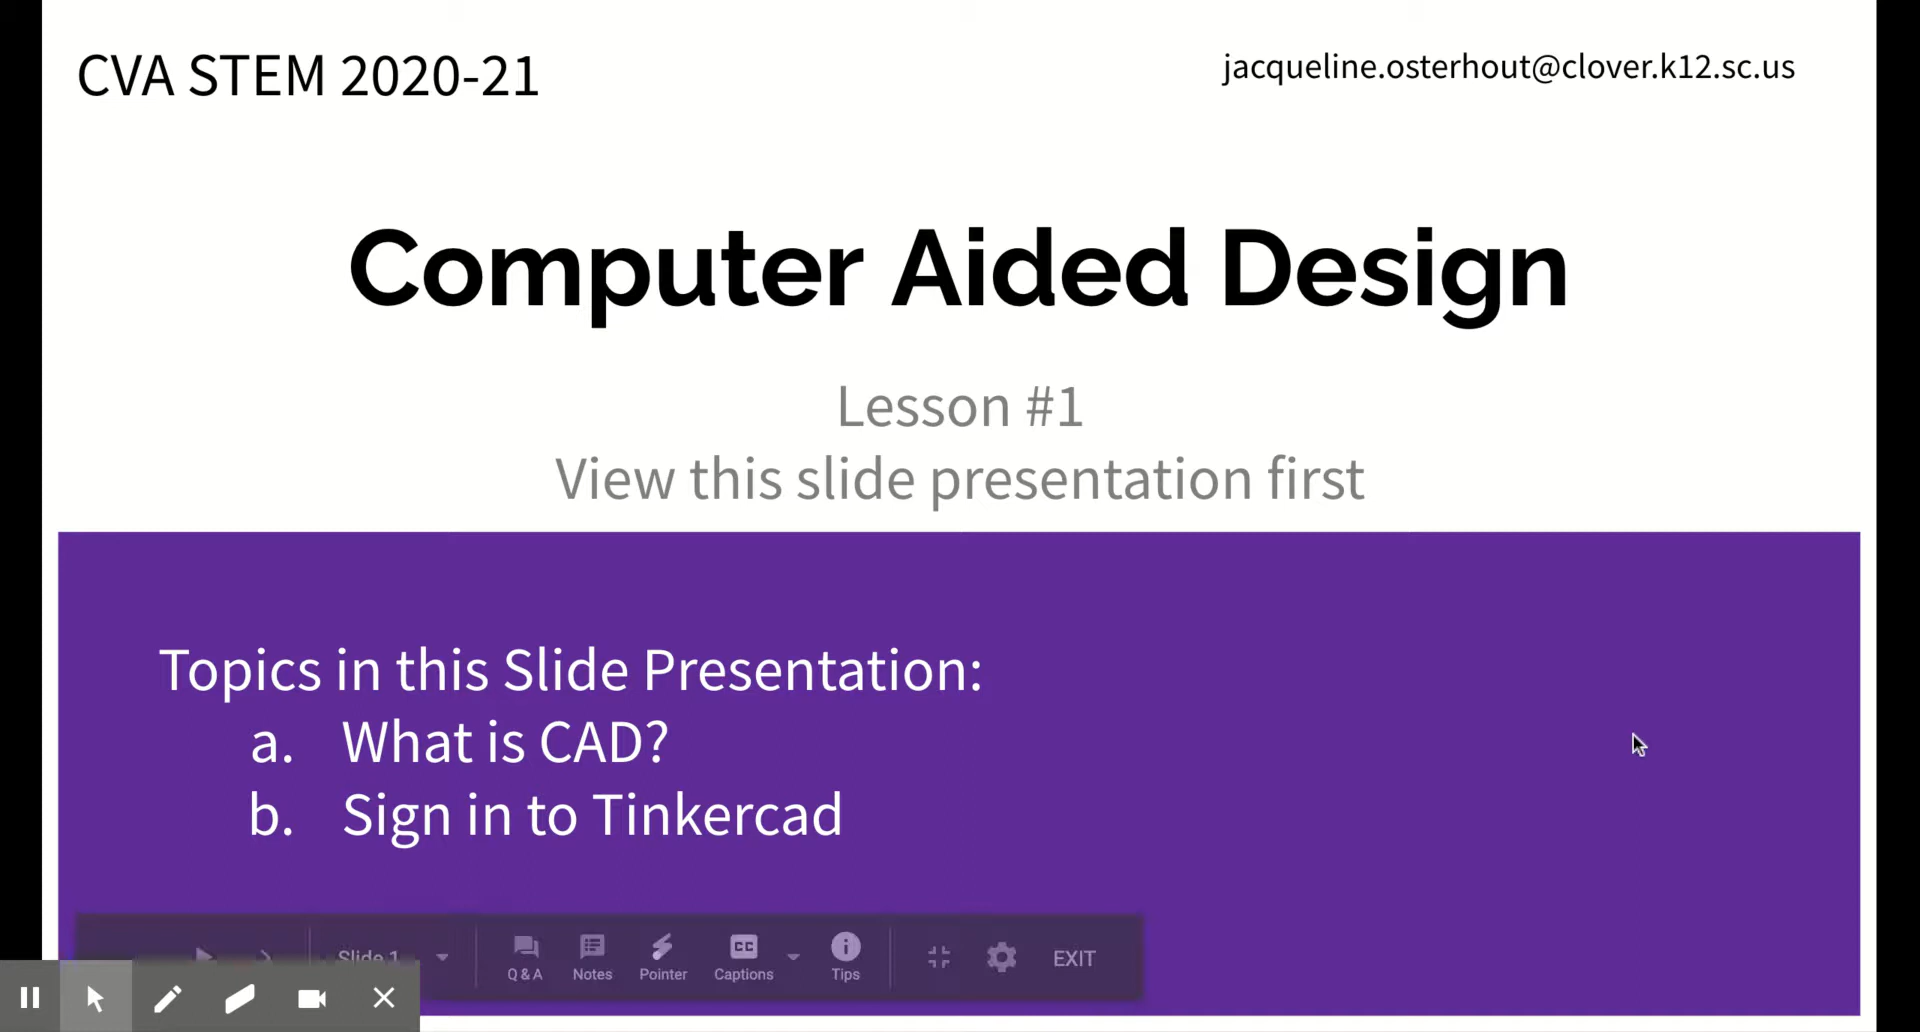 CVA STEM 2020-21
jacqueline.osterhout@clover.k12.sc.us
Computer Aided Design
Lesson #1
View this slide presentation first
Topics in this Slide Presentation:
a. What is CAD?
b. Sign in to Tinkercad
Slide 1
Q & A
Notes
Pointer
CC
Captions
Tips
EXIT